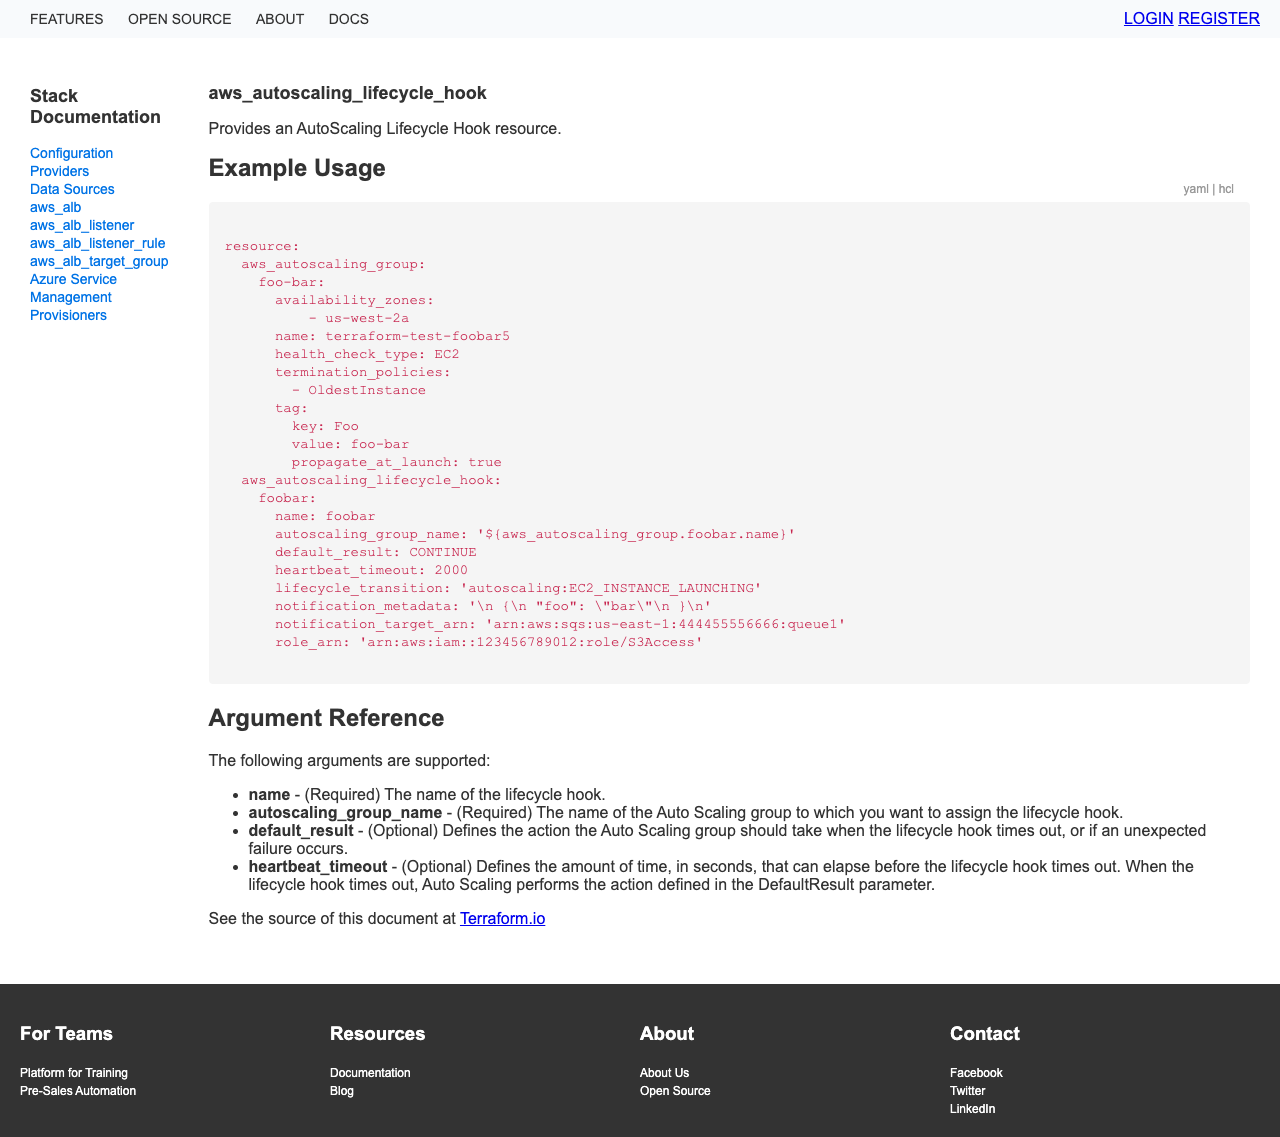 FEATURES OPEN SOURCE ABOUT DOCS LOGIN REGISTER
Stack
Documentation
Configuration
Providers
Data Sources
aws_alb
aws_alb_listener
aws_alb_listener_rule
aws_alb_target_group
Azure Service
Management
Provisioners
aws_autoscaling_lifecycle_hook
Provides an AutoScaling Lifecycle Hook resource.
Example Usage
yaml | hcl
resource:
  aws_autoscaling_group:
    foo-bar:
      availability_zones:
          - us-west-2a
      name: terraform-test-foobar5
      health_check_type: EC2
      termination_policies:
        - OldestInstance
      tag:
        key: Foo
        value: foo-bar
        propagate_at_launch: true
  aws_autoscaling_lifecycle_hook:
    foobar:
      name: foobar
      autoscaling_group_name: '${aws_autoscaling_group.foobar.name}'
      default_result: CONTINUE
      heartbeat_timeout: 2000
      lifecycle_transition: 'autoscaling:EC2_INSTANCE_LAUNCHING'
      notification_metadata: '\n {\n "foo": \"bar\"\n }\n'
      notification_target_arn: 'arn:aws:sqs:us-east-1:444455556666:queue1'
      role_arn: 'arn:aws:iam::123456789012:role/S3Access'
Argument Reference
The following arguments are supported:
• name - (Required) The name of the lifecycle hook.
• autoscaling_group_name - (Required) The name of the Auto Scaling group to which you want to assign the lifecycle hook.
• default_result - (Optional) Defines the action the Auto Scaling group should take when the lifecycle hook times out, or if an unexpected
failure occurs.
• heartbeat_timeout - (Optional) Defines the amount of time, in seconds, that can elapse before the lifecycle hook times out. When the
lifecycle hook times out, Auto Scaling performs the action defined in the DefaultResult parameter.
See the source of this document at Terraform.io
For Teams
Platform for Training
Pre-Sales Automation
Resources
Documentation
Blog
About
About Us
Open Source
Contact
Facebook
Twitter
LinkedIn